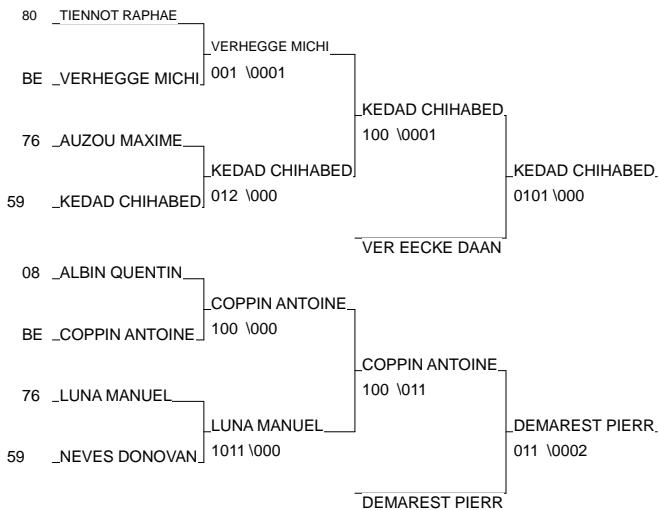 80 TIENNOT RAPHAE
VERHEGGE MICHI
BE VERHEGGE MICHI
001 \0001
KEDAD CHIHABED
100 \0001
76 AUZOU MAXIME
KEDAD CHIHABED
012 \000
KEDAD CHIHABED
0101 \000
59 KEDAD CHIHABED
VER EECKE DAAN
08 ALBIN QUENTIN
COPPIN ANTOINE
100 \000
BE COPPIN ANTOINE
COPPIN ANTOINE
100 \011
76 LUNA MANUEL
LUNA MANUEL
1011 \000
DEMAREST PIERR
011 \0002
59 NEVES DONOVAN
DEMAREST PIERR